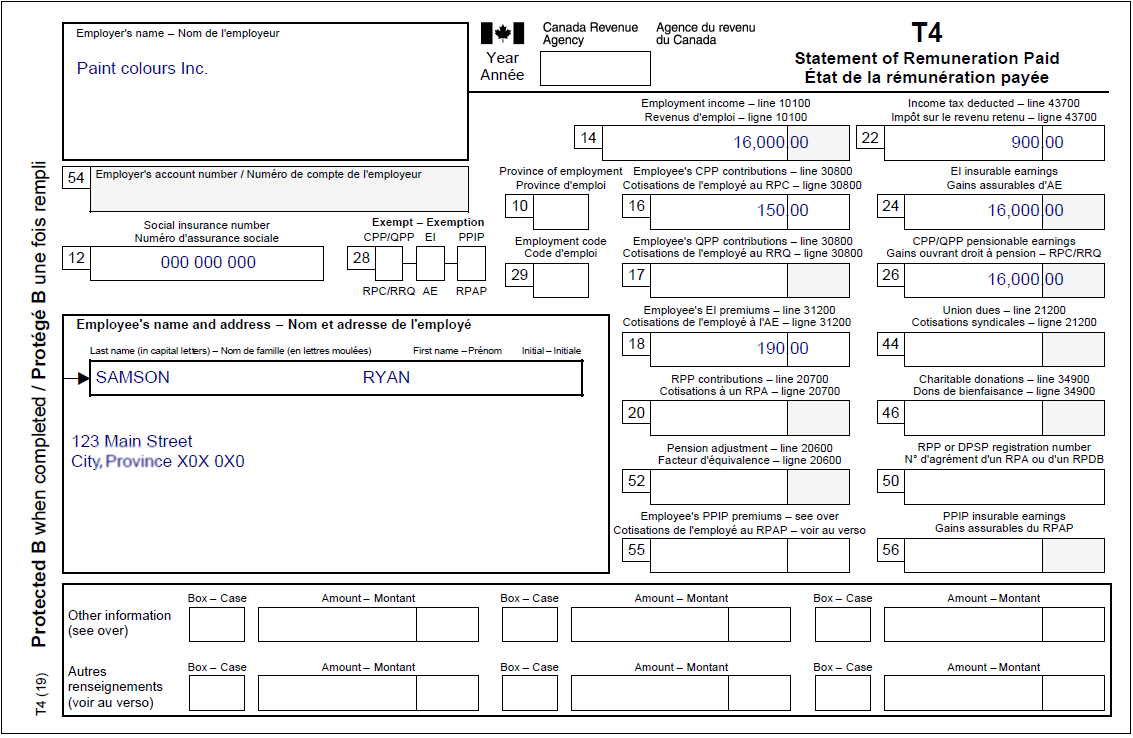 Employer's name – Nom de l'employeur
Paint colours Inc.
Canada Revenue Agency
Agence du revenu du Canada
Year
Année
T4
Statement of Remuneration Paid
État de la rémunération payée
Employment income – line 10100
Revenus d'emploi – ligne 10100
14 16,000.00
Income tax deducted – line 43700
Impôt sur le revenu retenu – ligne 43700
22 900.00
54 Employer's account number / Numéro de compte de l'employeur
Province of employment
Province d'emploi
10
Employee's CPP contributions – line 30800
Cotisations de l'employé au RPC – ligne 30800
16 150.00
EI insurable earnings
Gains assurables d'AE
24 16,000.00
Social insurance number
Numéro d'assurance sociale
12 000 000 000
Exempt – Exemption
CPP/QPP EI PPIP
28
RPC/RRQ AE RPAP
Employment code
Code d'emploi
29
Employee's QPP contributions – line 30800
Cotisations de l'employé au RRQ – ligne 30800
17
CPP/QPP pensionable earnings
Gains ouvrant droit à pension – RPC/RRQ
26 16,000.00
Employee's EI premiums – line 31200
Cotisations de l'employé à l'AE – ligne 31200
18 190.00
Union dues – line 21200
Cotisations syndicales – ligne 21200
44
Employee's name and address – Nom et adresse de l'employé
Last name (in capital letters) – Nom de famille (en lettres moulées) First name – Prénom Initial – Initiale
SAMSON RYAN
123 Main Street
City, Province X0X 0X0
RPP contributions – line 20700
Cotisations à un RPA – ligne 20700
20
Charitable donations – line 34900
Dons de bienfaisance – ligne 34900
46
Pension adjustment – line 20600
Facteur d'équivalence – ligne 20600
52
RPP or DPSP registration number
N° d'agrément d'un RPA ou d'un RPDB
50
Employee's PPIP premiums – see over
Cotisations de l'employé au RPAP – voir au verso
55
PPIP insurable earnings
Gains assurables du RPAP
56
Box – Case Amount – Montant Box – Case Amount – Montant Box – Case Amount – Montant
Other information
(see over)
Box – Case Amount – Montant Box – Case Amount – Montant Box – Case Amount – Montant
Autres
renseignements
(voir au verso)
T4 (19)
Protected B when completed / Protégé B une fois rempli